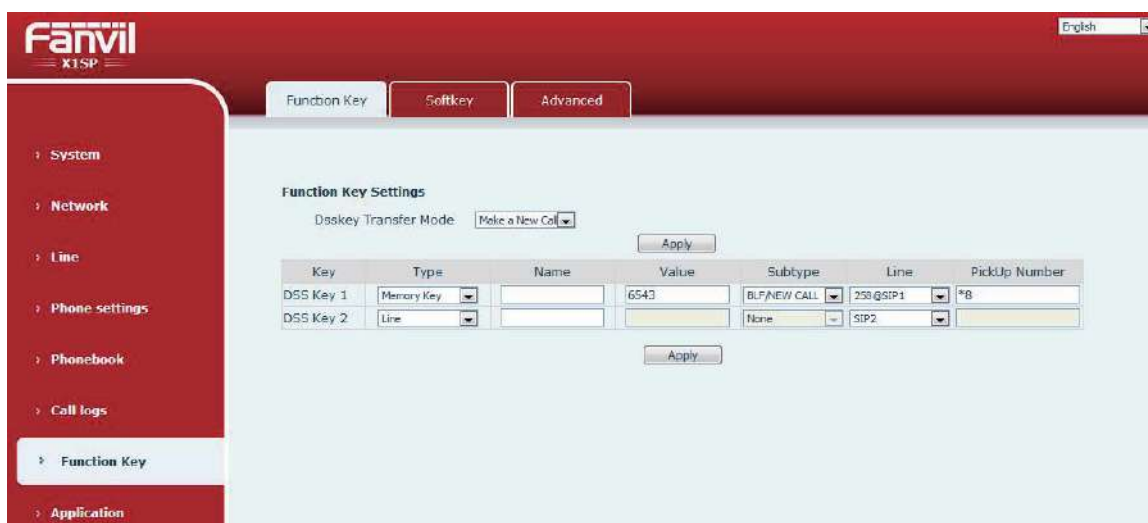 English
Fanvil
X1SP
Function Key Softkey Advanced
System
Network
Line
Phone settings
Phonebook
Call logs
Function Key
Application
Function Key Settings
Dsskey Transfer Mode Make a New Call
Apply
Key Type Name Value Subtype Line PickUp Number
DSS Key 1 Memory Key 6543 BLF/NEW CALL 258@SIP1 *8
DSS Key 2 Line None SIP2
Apply